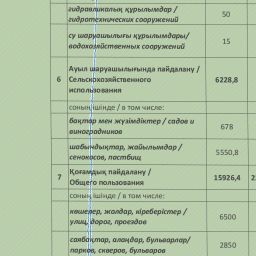 гидравликалық құрылымдар /
гидротехнических сооружений
50
су шаруашылығы құрылымдары/
водохозяйственных сооружений
15
6
Ауыл шаруашылығында пайдалану /
Сельскохозяйственного
использования
6228,8
соның ішінде / в том числе:
бақтар мен жүзімдіктер / садов и
виноградников
678
шабындықтар, жайылымдар /
сенокосов, пастбищ
5550,8
7
Қоғамдық пайдалану /
Общего пользования
15926,4
соның ішінде / в том числе:
көшелер, жолдар, кіреберістер /
улиц, дорог, проездов
6500
саябақтар, алаңдар, бульварлар/
парков, скверов, бульваров
2850